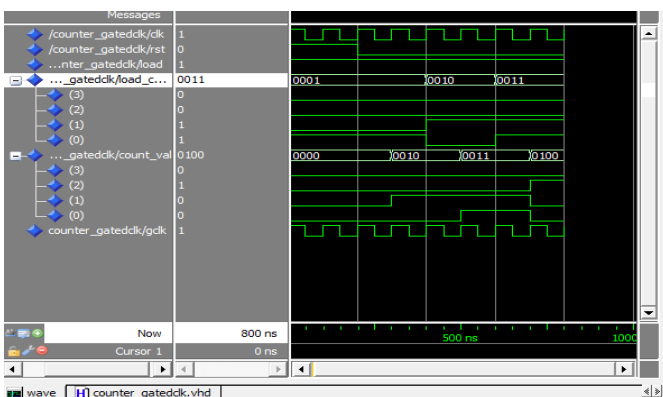 Messages
/counter_gatedclk/clk 1
/counter_gatedclk/rst 0
...nter_gatedclk/load 1
..._gatedclk/load_c... 0011 0001 0010 0011
(3) 0
(2) 0
(1) 1
(0) 1
..._gatedclk/count_val 0100 0000 0010 0011 0100
(3) 0
(2) 1
(1) 0
(0) 0
counter_gatedclk/gclk 1
Now 800 ns 500 ns 1000
Cursor 1 0 ns
wave H counter_gatedclk.vhd